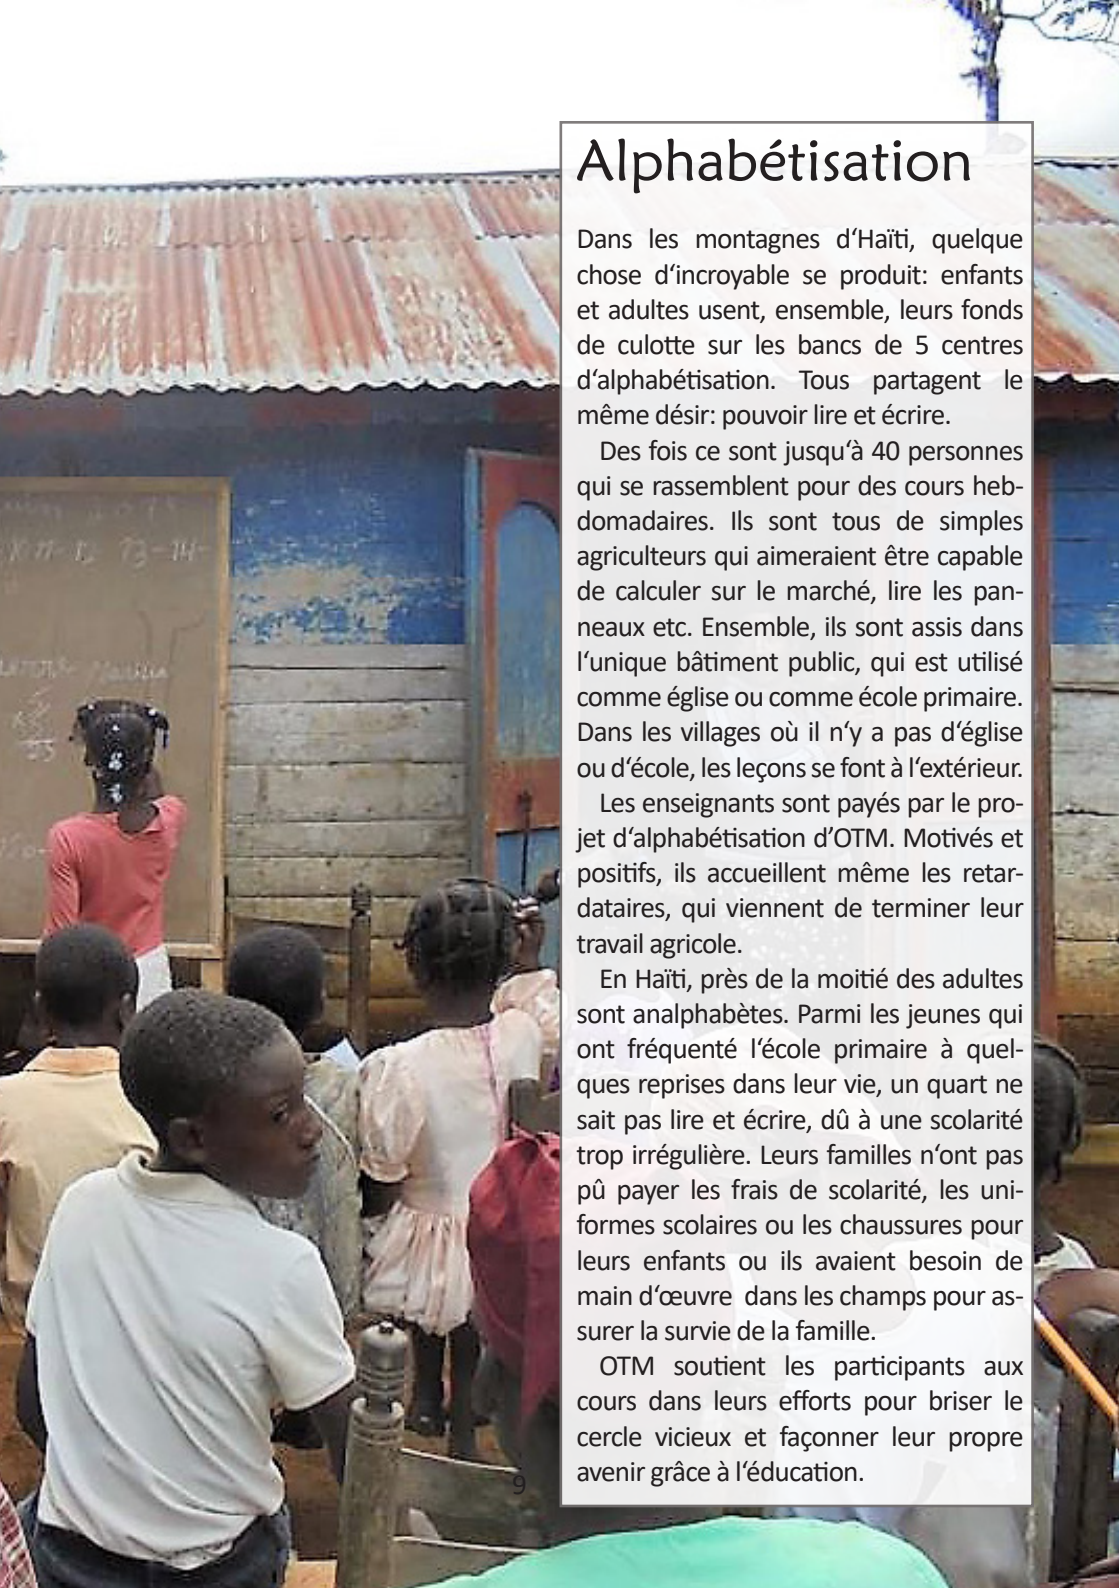 Alphabétisation
Dans les montagnes d‘Haïti, quelque
chose d‘incroyable se produit: enfants
et adultes usent, ensemble, leurs fonds
de culotte sur les bancs de 5 centres
d‘alphabétisation. Tous partagent le
même désir: pouvoir lire et écrire.
Des fois ce sont jusqu‘à 40 personnes
qui se rassemblent pour des cours heb-
domadaires. Ils sont tous de simples
agriculteurs qui aimeraient être capable
de calculer sur le marché, lire les pan-
neaux etc. Ensemble, ils sont assis dans
l‘unique bâtiment public, qui est utilisé
comme église ou comme école primaire.
Dans les villages où il n‘y a pas d‘église
ou d‘école, les leçons se font à l‘extérieur.
Les enseignants sont payés par le pro-
jet d‘alphabétisation d’OTM. Motivés et
positifs, ils accueillent même les retar-
dataires, qui viennent de terminer leur
travail agricole.
En Haïti, près de la moitié des adultes
sont analphabètes. Parmi les jeunes qui
ont fréquenté l‘école primaire à quel-
ques reprises dans leur vie, un quart ne
sait pas lire et écrire, dû à une scolarité
trop irrégulière. Leurs familles n‘ont pas
pû payer les frais de scolarité, les uni-
formes scolaires ou les chaussures pour
leurs enfants ou ils avaient besoin de
main d‘œuvre dans les champs pour as-
surer la survie de la famille.
OTM soutient les participants aux
cours dans leurs efforts pour briser le
cercle vicieux et façonner leur propre
avenir grâce à l‘éducation.
9